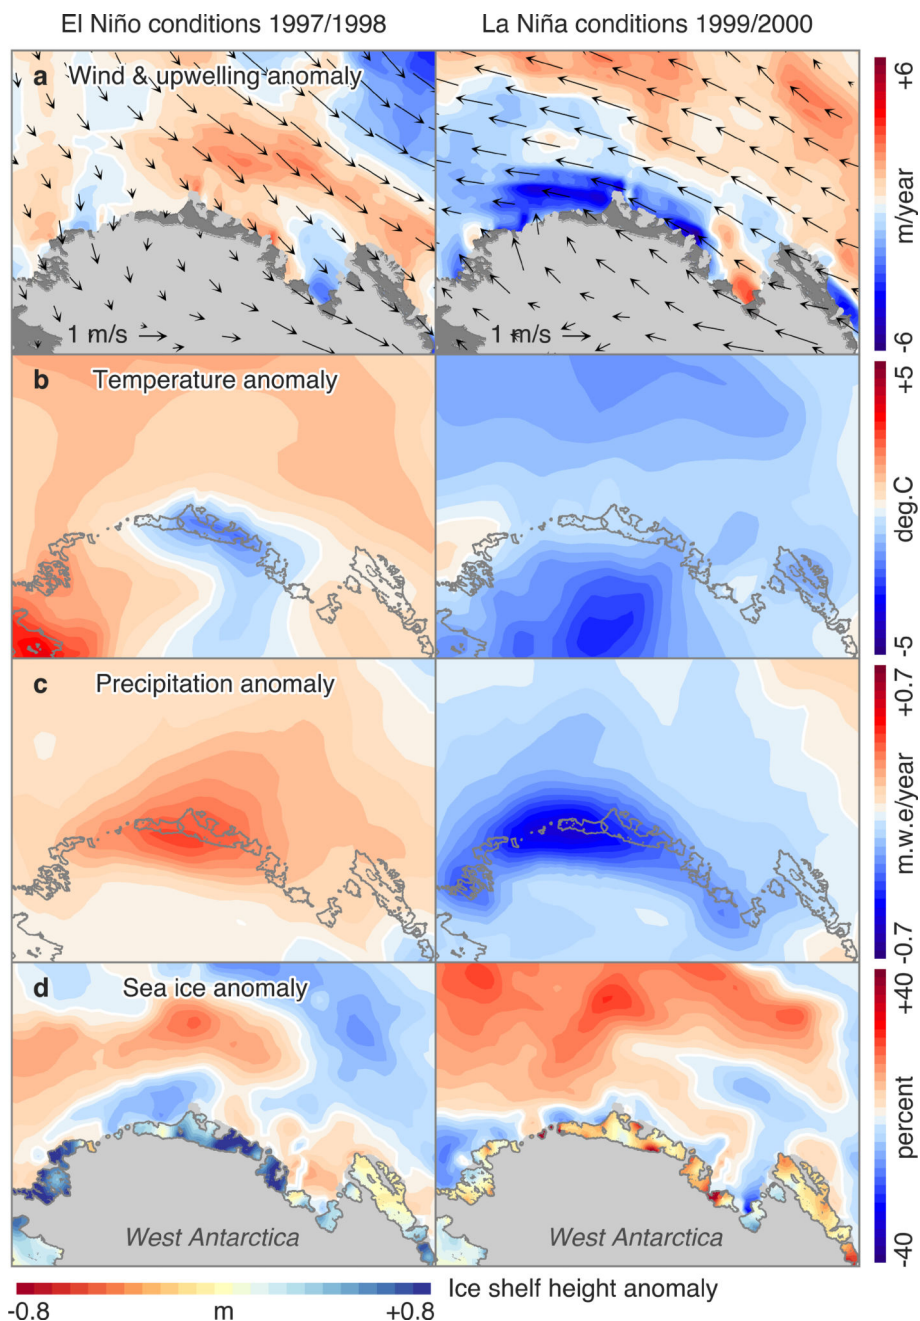 El Niño conditions 1997/1998
La Niña conditions 1999/2000
a Wind & upwelling anomaly
1 m/s
1 m/s
+6
m/year
-6
b Temperature anomaly
+5
deg.C
-5
c Precipitation anomaly
+0.7
m.w.e/year
-0.7
d Sea ice anomaly
West Antarctica
West Antarctica
+40
percent
-40
Ice shelf height anomaly
-0.8 m +0.8